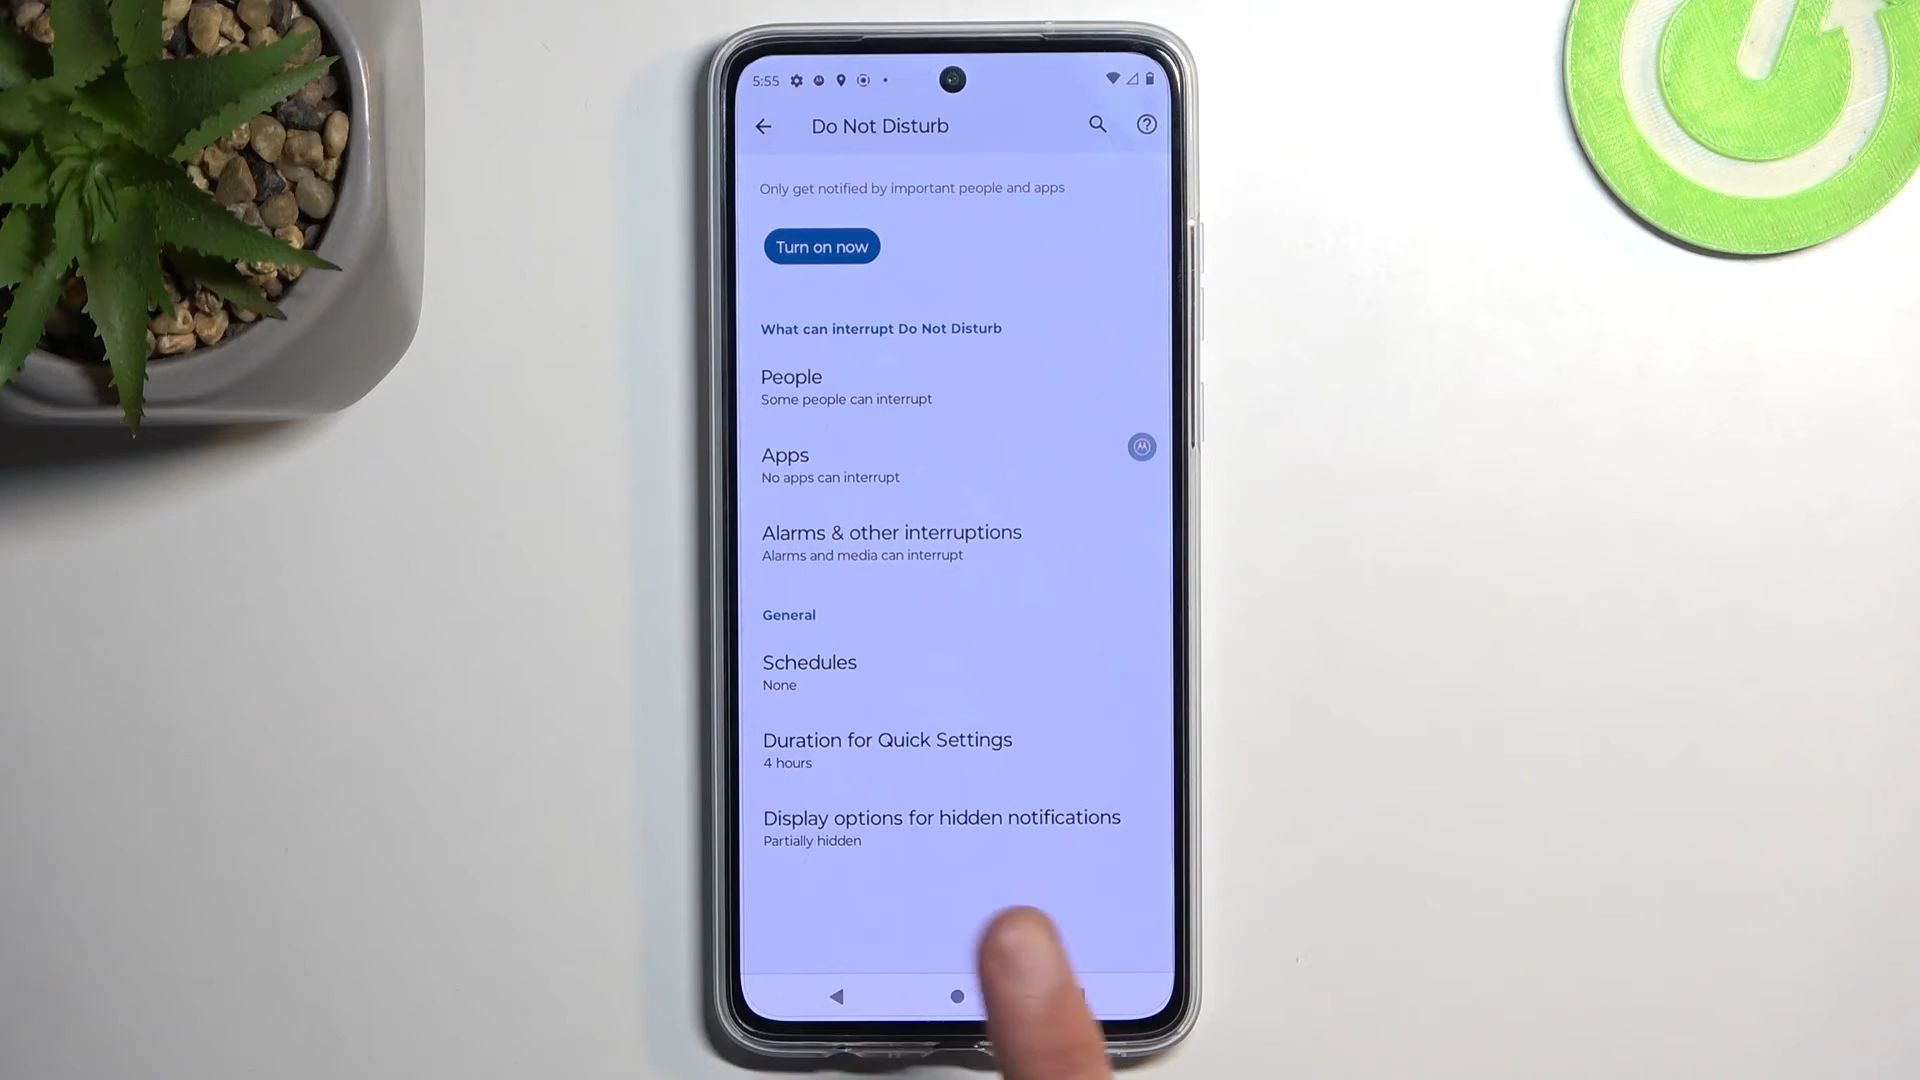 5:55
Do Not Disturb
Only get notified by important people and apps
Turn on now
What can interrupt Do Not Disturb
People
Some people can interrupt
Apps
No apps can interrupt
Alarms & other interruptions
Alarms and media can interrupt
General
Schedules
None
Duration for Quick Settings
4 hours
Display options for hidden notifications
Partially hidden